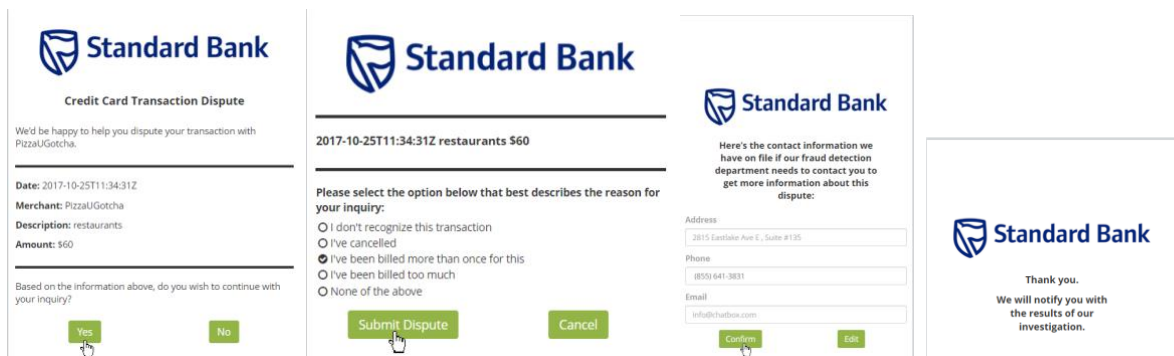 Standard Bank
Credit Card Transaction Dispute
We'd be happy to help you dispute your transaction with
PizzaUGotcha.
Date: 2017-10-25T11:34:31Z
Merchant: PizzaUGotcha
Description: restaurants
Amount: $60
Based on the information above, do you wish to continue with
your inquiry?
Yes
No
Standard Bank
2017-10-25T11:34:31Z restaurants $60
Please select the option below that best describes the reason for
your inquiry:
I don't recognize this transaction
I've cancelled
I've been billed more than once for this
I've been billed too much
None of the above
Submit Dispute
Cancel
Standard Bank
Here's the contact information we
have on file if our fraud detection
department needs to contact you to
get more information about this
dispute:
Address
2815 Eastlake Ave E , Suite #135
Phone
(855) 641-3831
Email
info@chatbox.com
Confirm
Edit
Standard Bank
Thank you.
We will notify you with
the results of our
investigation.